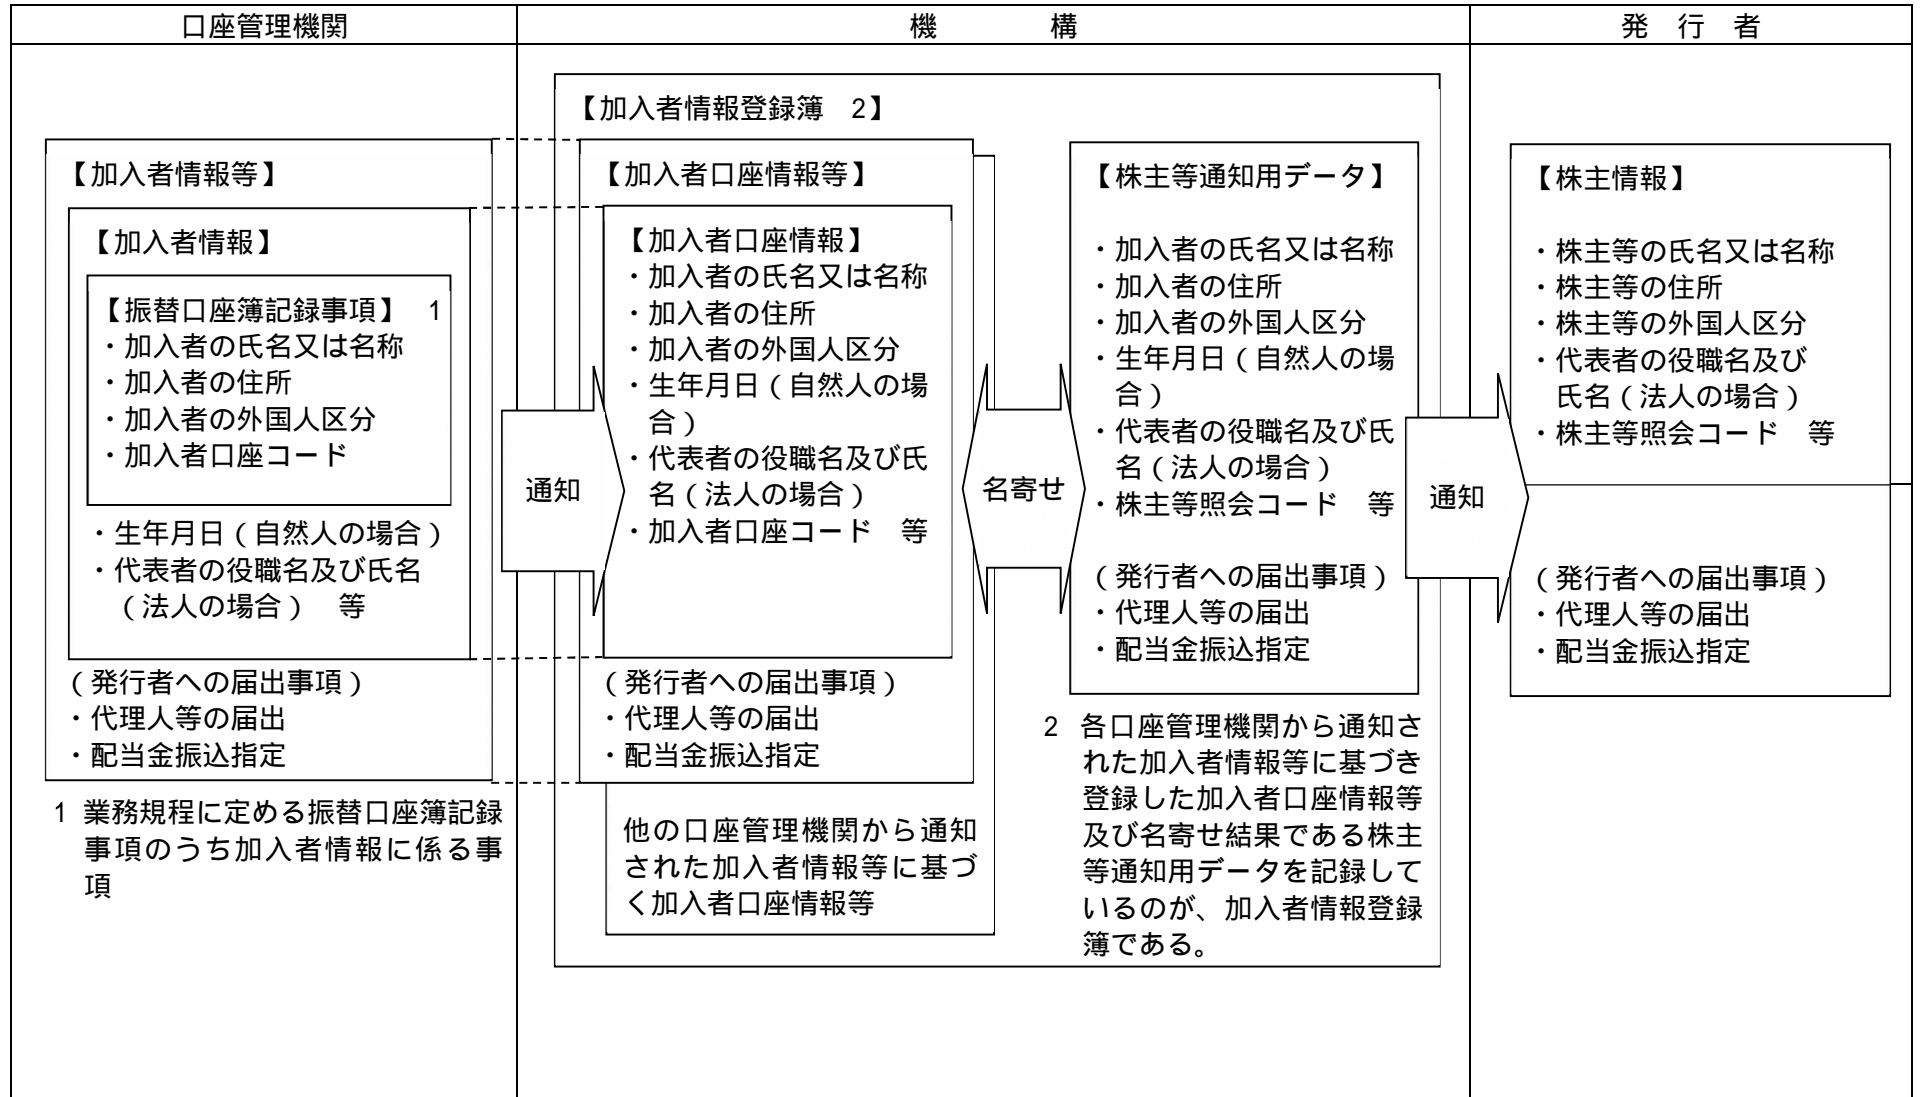 口座管理機関
機　　　構
発　行　者
【加入者情報等】
【加入者情報】
【振替口座簿記録事項】　1
・加入者の氏名又は名称
・加入者の住所
・加入者の外国人区分
・加入者口座コード
・生年月日（自然人の場合）
・代表者の役職名及び氏名
（法人の場合）　等
（発行者への届出事項）
・代理人等の届出
・配当金振込指定
1 業務規程に定める振替口座簿記録
事項のうち加入者情報に係る事
項
通知
【加入者情報登録簿　2】
【加入者口座情報等】
【加入者口座情報】
・加入者の氏名又は名称
・加入者の住所
・加入者の外国人区分
・生年月日（自然人の場
合）
・代表者の役職名及び氏
名（法人の場合）
・加入者口座コード　等
（発行者への届出事項）
・代理人等の届出
・配当金振込指定
他の口座管理機関から通知
された加入者情報等に基づ
く加入者口座情報等
名寄せ
【株主等通知用データ】
・加入者の氏名又は名称
・加入者の住所
・加入者の外国人区分
・生年月日（自然人の場
合）
・代表者の役職名及び氏
名（法人の場合）
・株主等照会コード　等
（発行者への届出事項）
・代理人等の届出
・配当金振込指定
2 各口座管理機関から通知さ
れた加入者情報等に基づき
登録した加入者口座情報等
及び名寄せ結果である株主
等通知用データを記録して
いるのが、加入者情報登録
簿である。
通知
【株主情報】
・株主等の氏名又は名称
・株主等の住所
・株主等の外国人区分
・代表者の役職名及び
氏名（法人の場合）
・株主等照会コード　等
（発行者への届出事項）
・代理人等の届出
・配当金振込指定